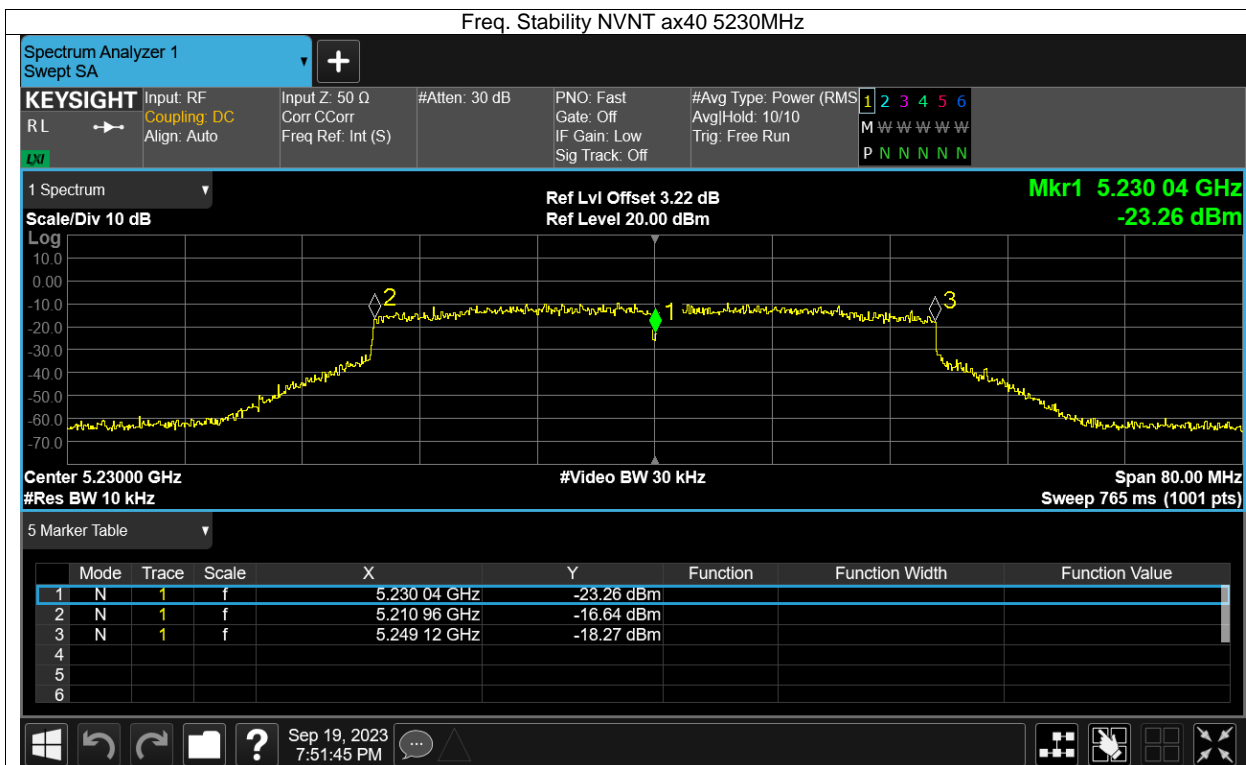 Freq. Stability NVNT ax40 5230MHz
Spectrum Analyzer 1
Swept SA
KEYSIGHT
RL
LXI
Input: RF
Coupling: DC
Align: Auto
Input Z: 50 Ω
Corr CCorr
Freq Ref: Int (S)
#Atten: 30 dB
PNO: Fast
Gate: Off
IF Gain: Low
Sig Track: Off
#Avg Type: Power (RMS
Avg|Hold: 10/10
Trig: Free Run
1 2 3 4 5 6
M W W W W W
P N N N N N
1 Spectrum
Scale/Div 10 dB
Ref Lvl Offset 3.22 dB
Ref Level 20.00 dBm
Mkr1 5.230 04 GHz
-23.26 dBm
Log
10.0
0.00
-10.0
-20.0
-30.0
-40.0
-50.0
-60.0
-70.0
2
1
3
Center 5.23000 GHz
#Video BW 30 kHz
Span 80.00 MHz
#Res BW 10 kHz
Sweep 765 ms (1001 pts)
5 Marker Table
Mode Trace Scale X Y Function Function Width Function Value
1 N 1 f 5.230 04 GHz -23.26 dBm
2 N 1 f 5.210 96 GHz -16.64 dBm
3 N 1 f 5.249 12 GHz -18.27 dBm
4
5
6
?
Sep 19, 2023
7:51:45 PM